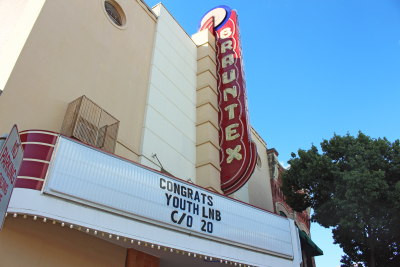 BRAUNTEX
CONGRATS
YOUTH LNB
C/O 20